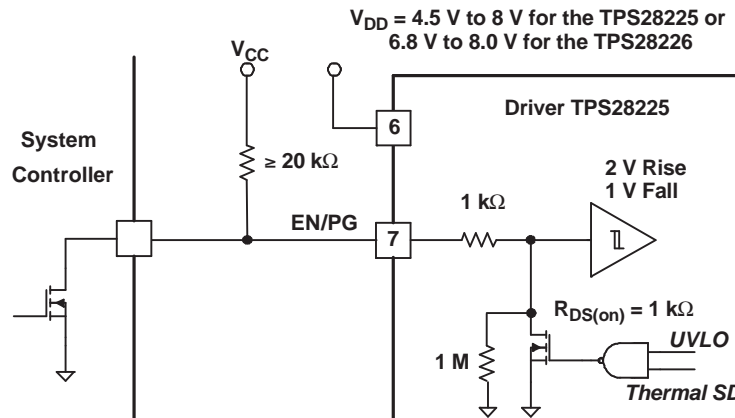 V_DD = 4.5 V to 8 V for the TPS28225 or
6.8 V to 8.0 V for the TPS28226
V_CC
6
Driver TPS28225
System
Controller
≥ 20 kΩ
2 V Rise
1 V Fall
1 kΩ
EN/PG
7
R_DS(on) = 1 kΩ
1 M
UVLO
Thermal SD